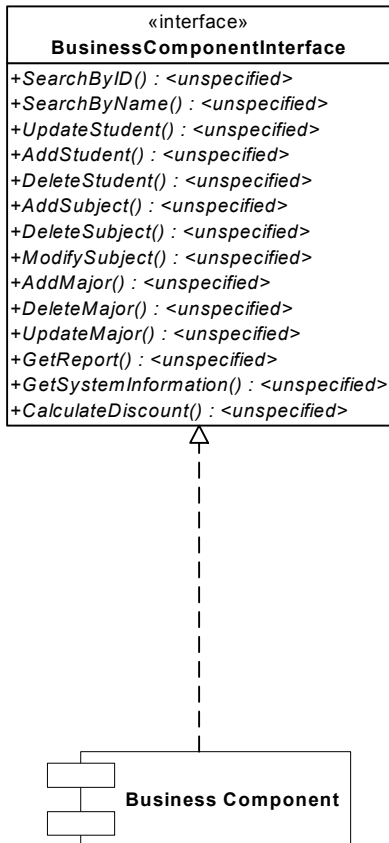 «interface»
BusinessComponentInterface
+SearchByID() : <unspecified>
+SearchByName() : <unspecified>
+UpdateStudent() : <unspecified>
+AddStudent() : <unspecified>
+DeleteStudent() : <unspecified>
+AddSubject() : <unspecified>
+DeleteSubject() : <unspecified>
+ModifySubject() : <unspecified>
+AddMajor() : <unspecified>
+DeleteMajor() : <unspecified>
+UpdateMajor() : <unspecified>
+GetReport() : <unspecified>
+GetSystemInformation() : <unspecified>
+CalculateDiscount() : <unspecified>
Business Component